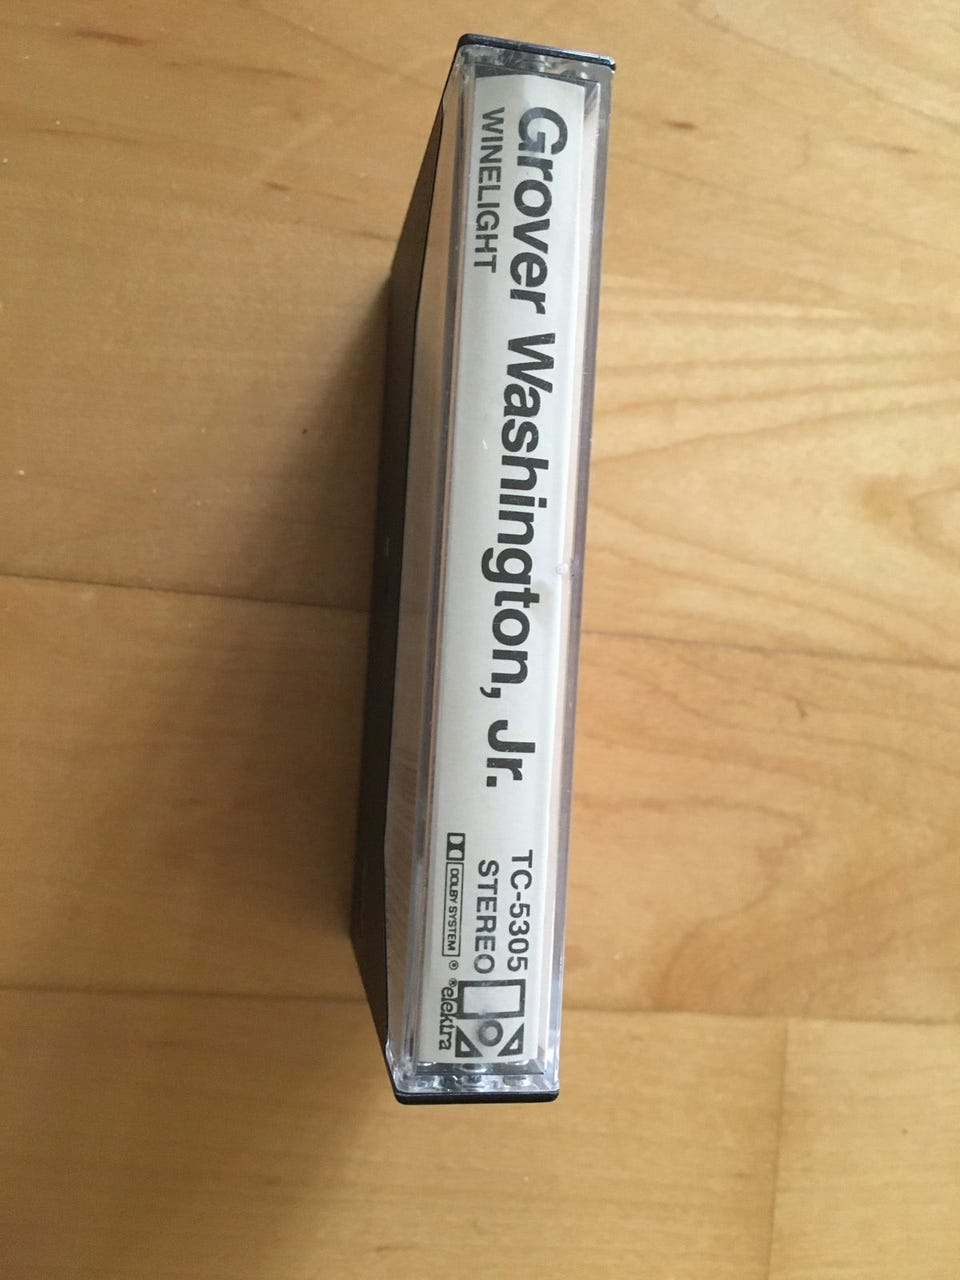 Grover Washington, Jr.
WINELIGHT
TC-5305
STEREO
DOLBY SYSTEM ®
®elektra